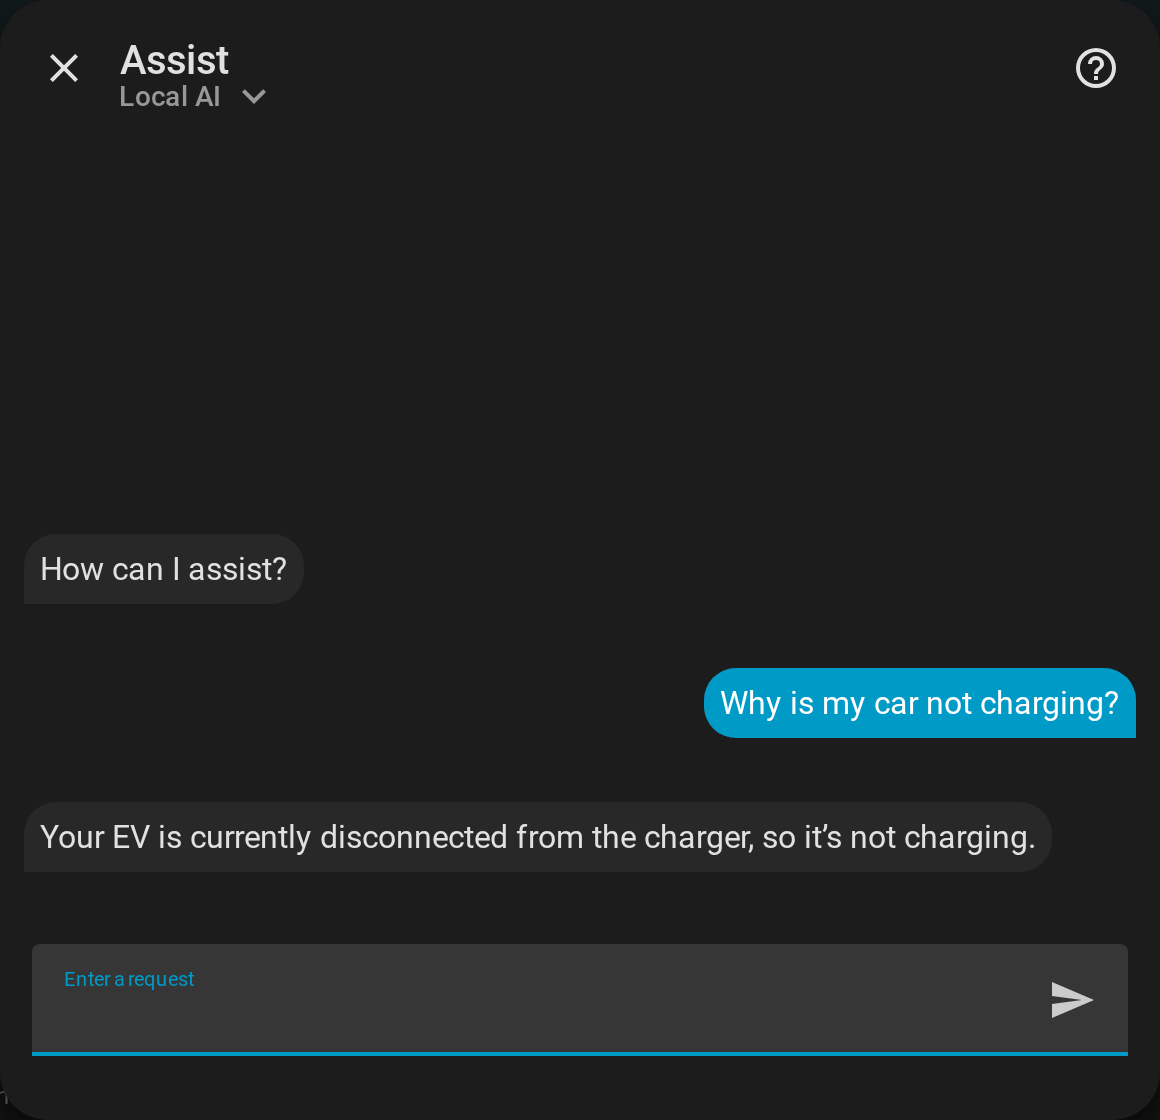 Assist
Local AI
How can I assist?
Why is my car not charging?
Your EV is currently disconnected from the charger, so it’s not charging.
Enter a request